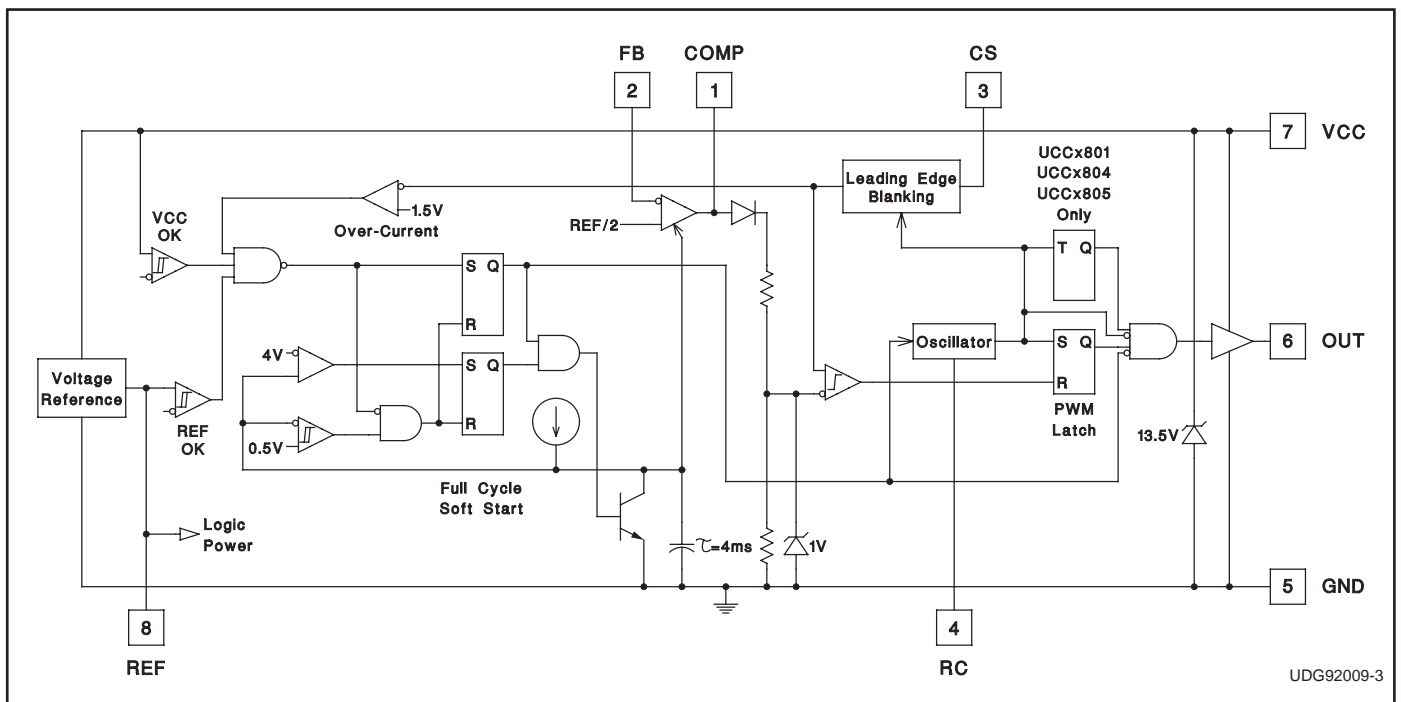 FB
COMP
CS
2
1
3
7
VCC
UCCx801
UCCx804
UCCx805
Only
Leading Edge
Blanking
VCC
OK
1.5V
Over-Current
REF/2
T Q
S Q
R
4V
S Q
R
Oscillator
S Q
R
PWM
Latch
6
OUT
Voltage
Reference
REF
OK
0.5V
13.5V
Full Cycle
Soft Start
Logic
Power
τ=4ms
1V
5
GND
8
REF
4
RC
UDG92009-3